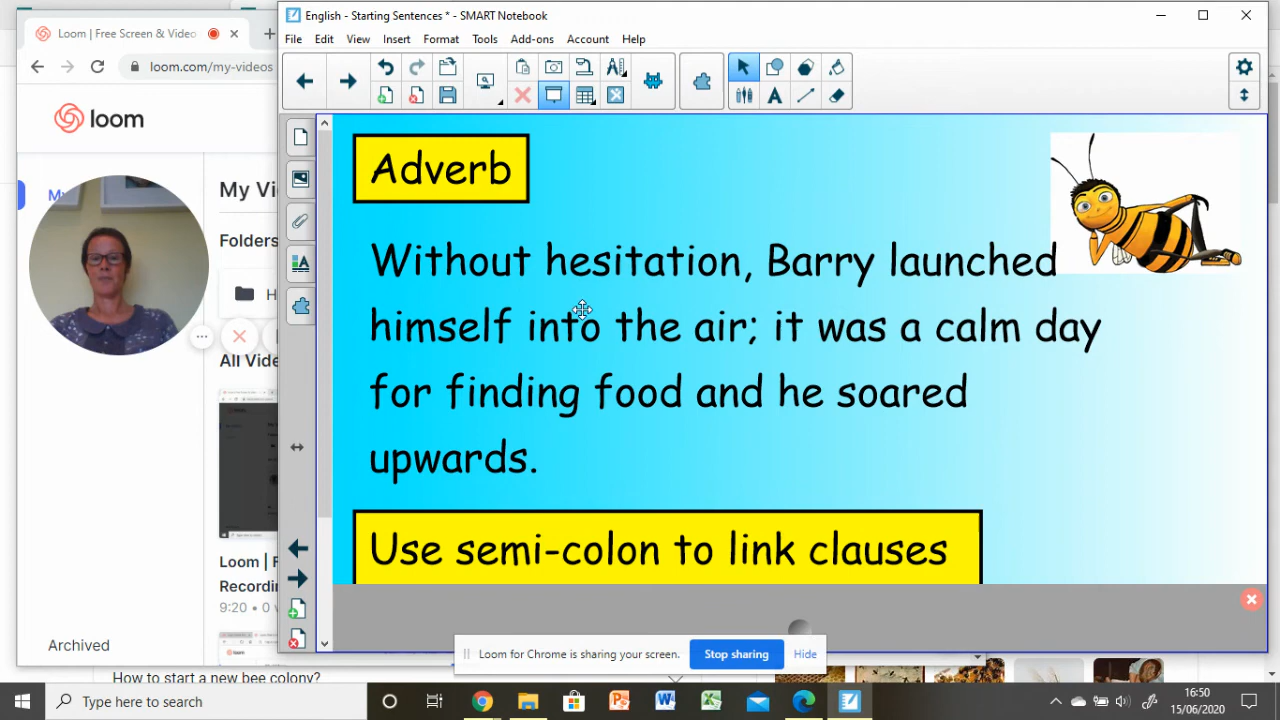 Loom | Free Screen & Video
loom.com/my-videos
loom
My Vi
Folders
H
All Vide
Loom | F
Recordin
9:20 • 0 v
Archived
How to start a new bee colony?
English - Starting Sentences * - SMART Notebook
File Edit View Insert Format Tools Add-ons Account Help
Adverb
Without hesitation, Barry launched
himself into the air; it was a calm day
for finding food and he soared
upwards.
Use semi-colon to link clauses
Loom for Chrome is sharing your screen. Stop sharing Hide
Type here to search
16:50
15/06/2020